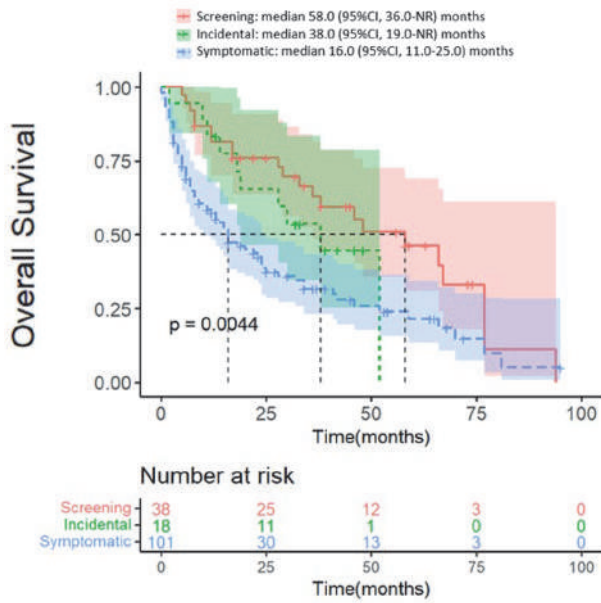 Screening: median 58.0 (95%CI, 36.0-NR) months
Incidental: median 38.0 (95%CI, 19.0-NR) months
Symptomatic: median 16.0 (95%CI, 11.0-25.0) months
Overall Survival
1.00
0.75
0.50
0.25
0.00
p = 0.0044
0 25 50 75 100
Time(months)
Number at risk
Screening 38 25 12 3 0
Incidental 18 11 1 0 0
Symptomatic 101 30 13 3 0
0 25 50 75 100
Time(months)